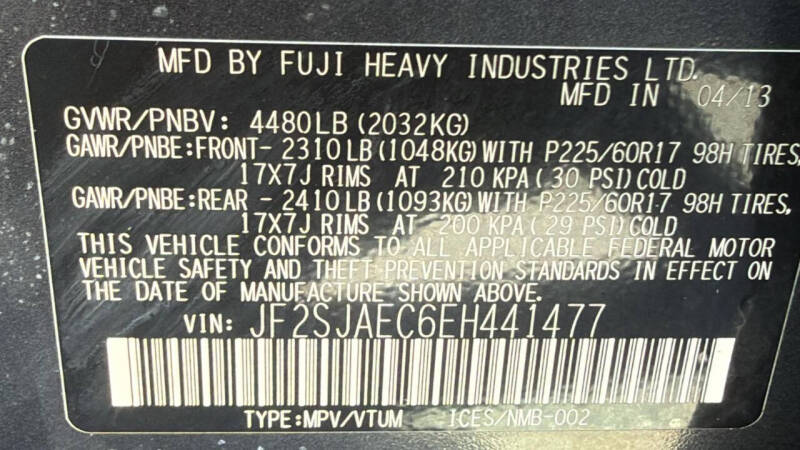 MFD BY FUJI HEAVY INDUSTRIES LTD.
MFD IN 04/13
GVWR/PNBV: 4480LB (2032KG)
GAWR/PNBE:FRONT- 2310 LB (1048KG) WITH P225/60R17 98H TIRES,
17X7J RIMS AT 210 KPA ( 30 PSI) COLD
GAWR/PNBE:REAR - 2410 LB (1093KG) WITH P225/60R17 98H TIRES,
17X7J RIMS AT 200 KPA ( 29 PSI) COLD
THIS VEHICLE CONFORMS TO ALL APPLICABLE FEDERAL MOTOR
VEHICLE SAFETY AND THEFT PREVENTION STANDARDS IN EFFECT ON
THE DATE OF MANUFACTURE SHOWN ABOVE.
VIN: JF2SJAEC6EH441477
TYPE:MPV/VTUM ICES/NMB-002